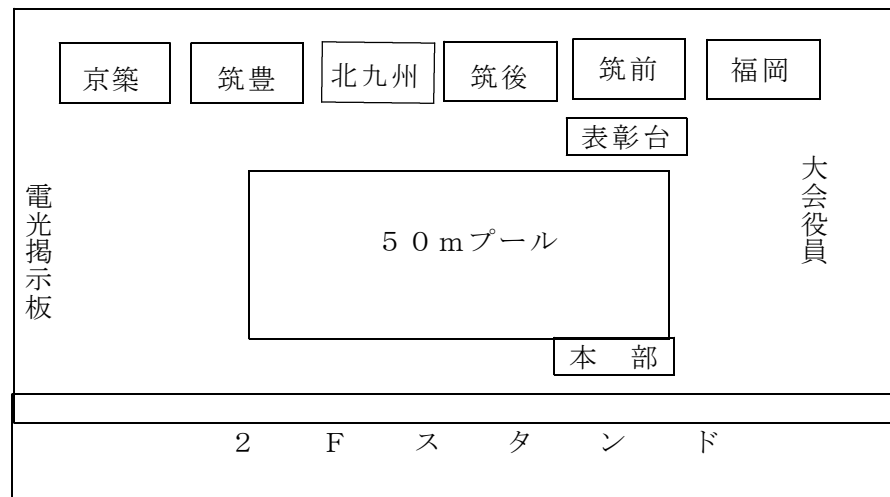 京築 筑豊 北九州 筑後 筑前 福岡
表彰台
電光掲示板
５０ｍプール
大会役員
本　部
２Ｆスタンド